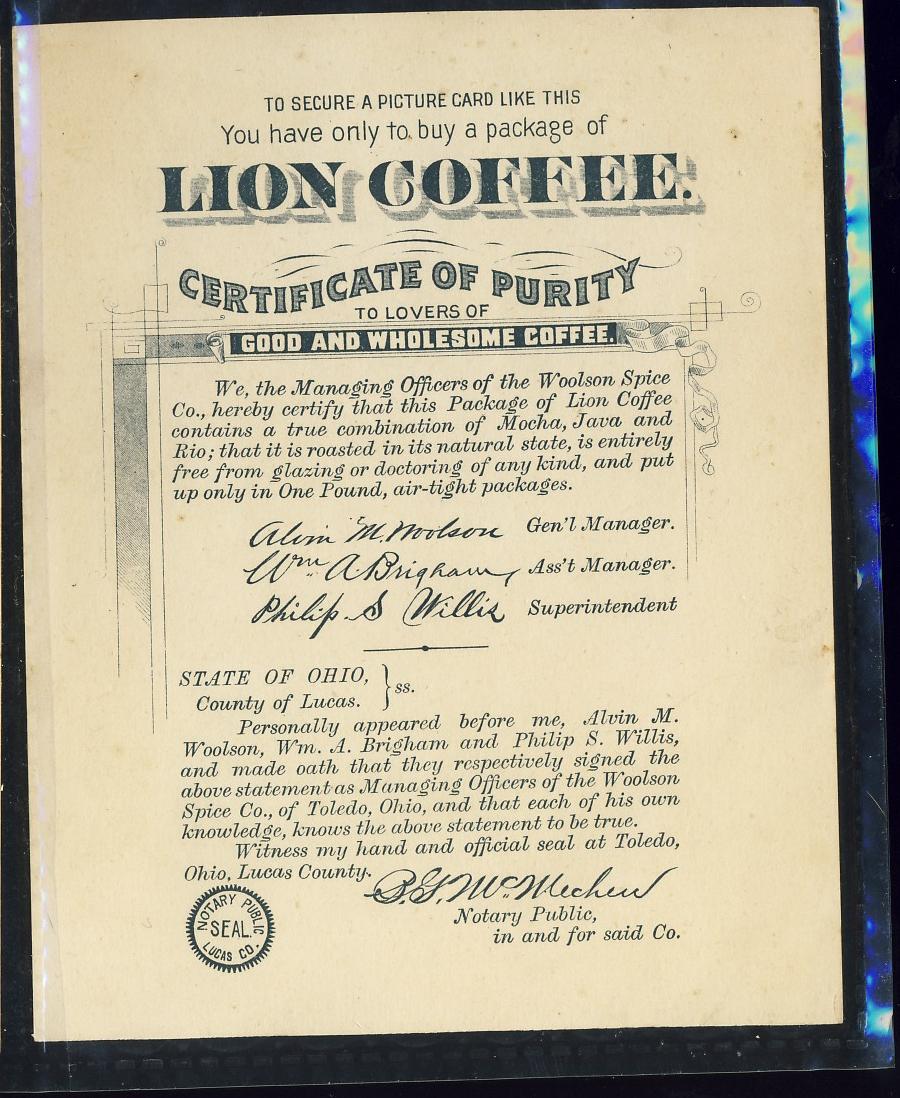 TO SECURE A PICTURE CARD LIKE THIS
You have only to buy a package of
LION COFFEE.
CERTIFICATE OF PURITY
TO LOVERS OF
GOOD AND WHOLESOME COFFEE.
We, the Managing Officers of the Woolson Spice
Co., hereby certify that this Package of Lion Coffee
contains a true combination of Mocha, Java and
Rio; that it is roasted in its natural state, is entirely
free from glazing or doctoring of any kind, and put
up only in One Pound, air-tight packages.
Alvin M. Woolson Gen'l Manager.
Wm. A. Brigham, Ass't Manager.
Philip. S Willis Superintendent
STATE OF OHIO,
County of Lucas. } ss.
Personally appeared before me, Alvin M.
Woolson, Wm. A. Brigham and Philip S. Willis,
and made oath that they respectively signed the
above statement as Managing Officers of the Woolson
Spice Co., of Toledo, Ohio, and that each of his own
knowledge, knows the above statement to be true.
Witness my hand and official seal at Toledo,
Ohio, Lucas County.
McMechen
Notary Public,
in and for said Co.
NOTARY PUBLIC
SEAL.
LUCAS CO.